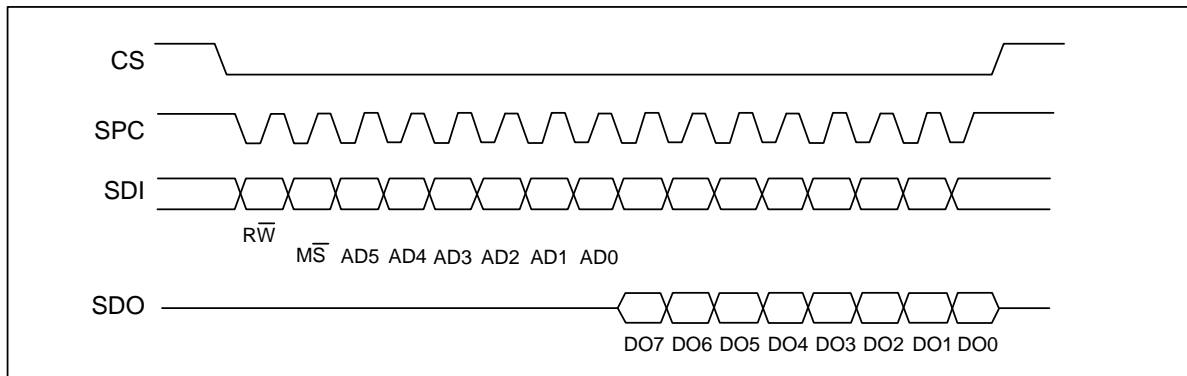 CS
SPC
SDI
RW̅
MS̅ AD5 AD4 AD3 AD2 AD1 AD0
SDO
DO7 DO6 DO5 DO4 DO3 DO2 DO1 DO0